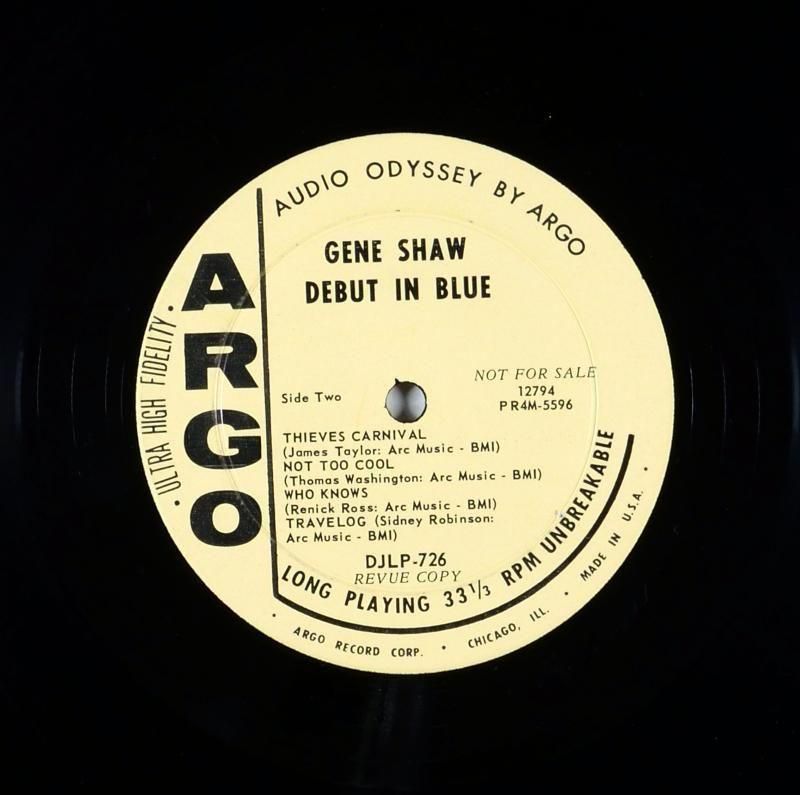 AUDIO ODYSSEY BY ARGO
GENE SHAW
DEBUT IN BLUE
ARGO
· ULTRA HIGH FIDELITY ·
NOT FOR SALE
12794
PR4M-5596
Side Two
THIEVES CARNIVAL
(James Taylor: Arc Music - BMI)
NOT TOO COOL
(Thomas Washington: Arc Music - BMI)
WHO KNOWS
(Renick Ross: Arc Music - BMI)
TRAVELOG (Sidney Robinson:
Arc Music - BMI)
DJLP-726
REVUE COPY
LONG PLAYING 33 1/3 RPM UNBREAKABLE
· ARGO RECORD CORP. · CHICAGO, ILL. · MADE IN U.S.A. ·